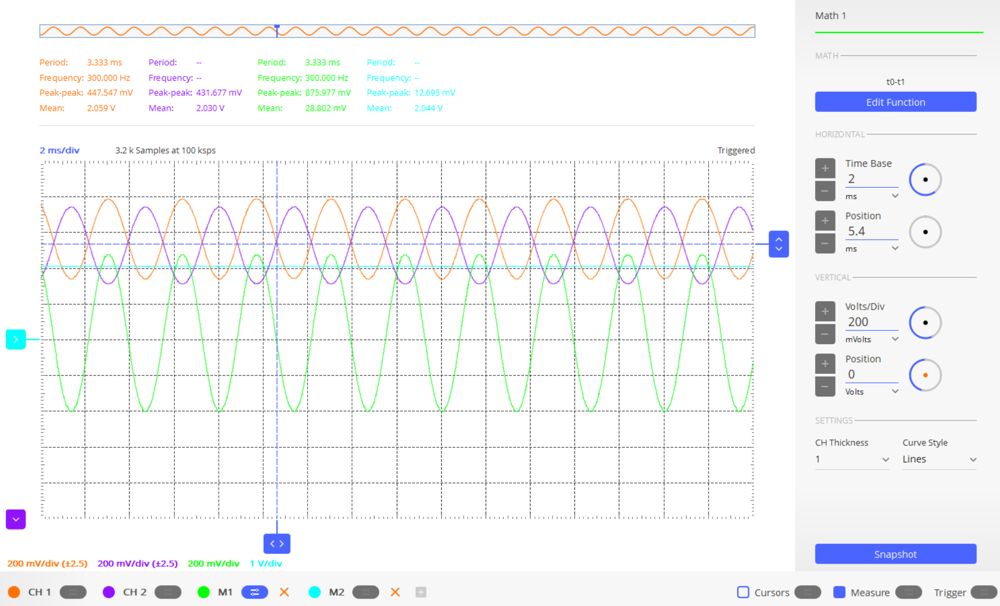 Math 1
MATH
t0-t1
Edit Function
Period: 3.333 ms Period: -- Period: 3.333 ms Period: --
Frequency: 300.000 Hz Frequency: -- Frequency: 300.000 Hz Frequency: --
Peak-peak: 447.547 mV Peak-peak: 431.677 mV Peak-peak: 875.977 mV Peak-peak: 12.695 mV
Mean: 2.059 V Mean: 2.030 V Mean: 28.802 mV Mean: 2.044 V
2 ms/div 3.2 k Samples at 100 ksps Triggered
HORIZONTAL
Time Base
2
ms
Position
5.4
ms
VERTICAL
Volts/Div
200
mVolts
Position
0
Volts
SETTINGS
CH Thickness Curve Style
1 Lines
Snapshot
200 mV/div (±2.5) 200 mV/div (±2.5) 200 mV/div 1 V/div
CH 1 CH 2 M1 M2 Cursors Measure Trigger